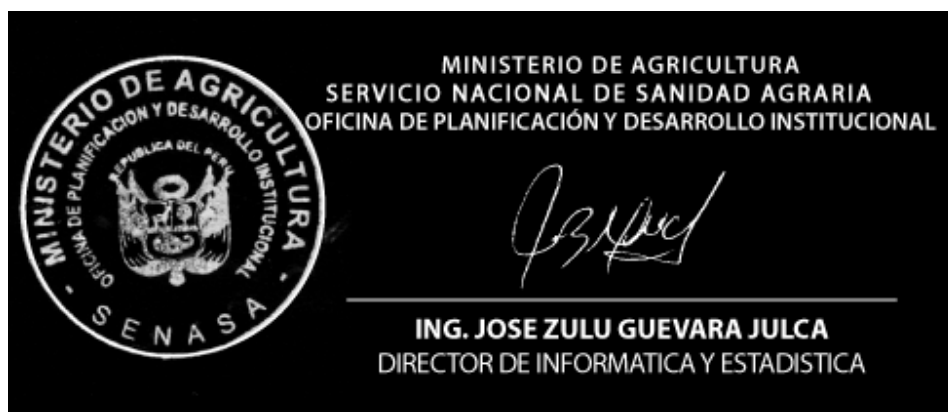 MINISTERIO DE AGRICULTURA
OFICINA DE PLANIFICACION Y DESARROLLO INSTITUCIONAL
REPUBLICA DEL PERU
- SENASA -
MINISTERIO DE AGRICULTURA
SERVICIO NACIONAL DE SANIDAD AGRARIA
OFICINA DE PLANIFICACIÓN Y DESARROLLO INSTITUCIONAL
ING. JOSE ZULU GUEVARA JULCA
DIRECTOR DE INFORMATICA Y ESTADISTICA